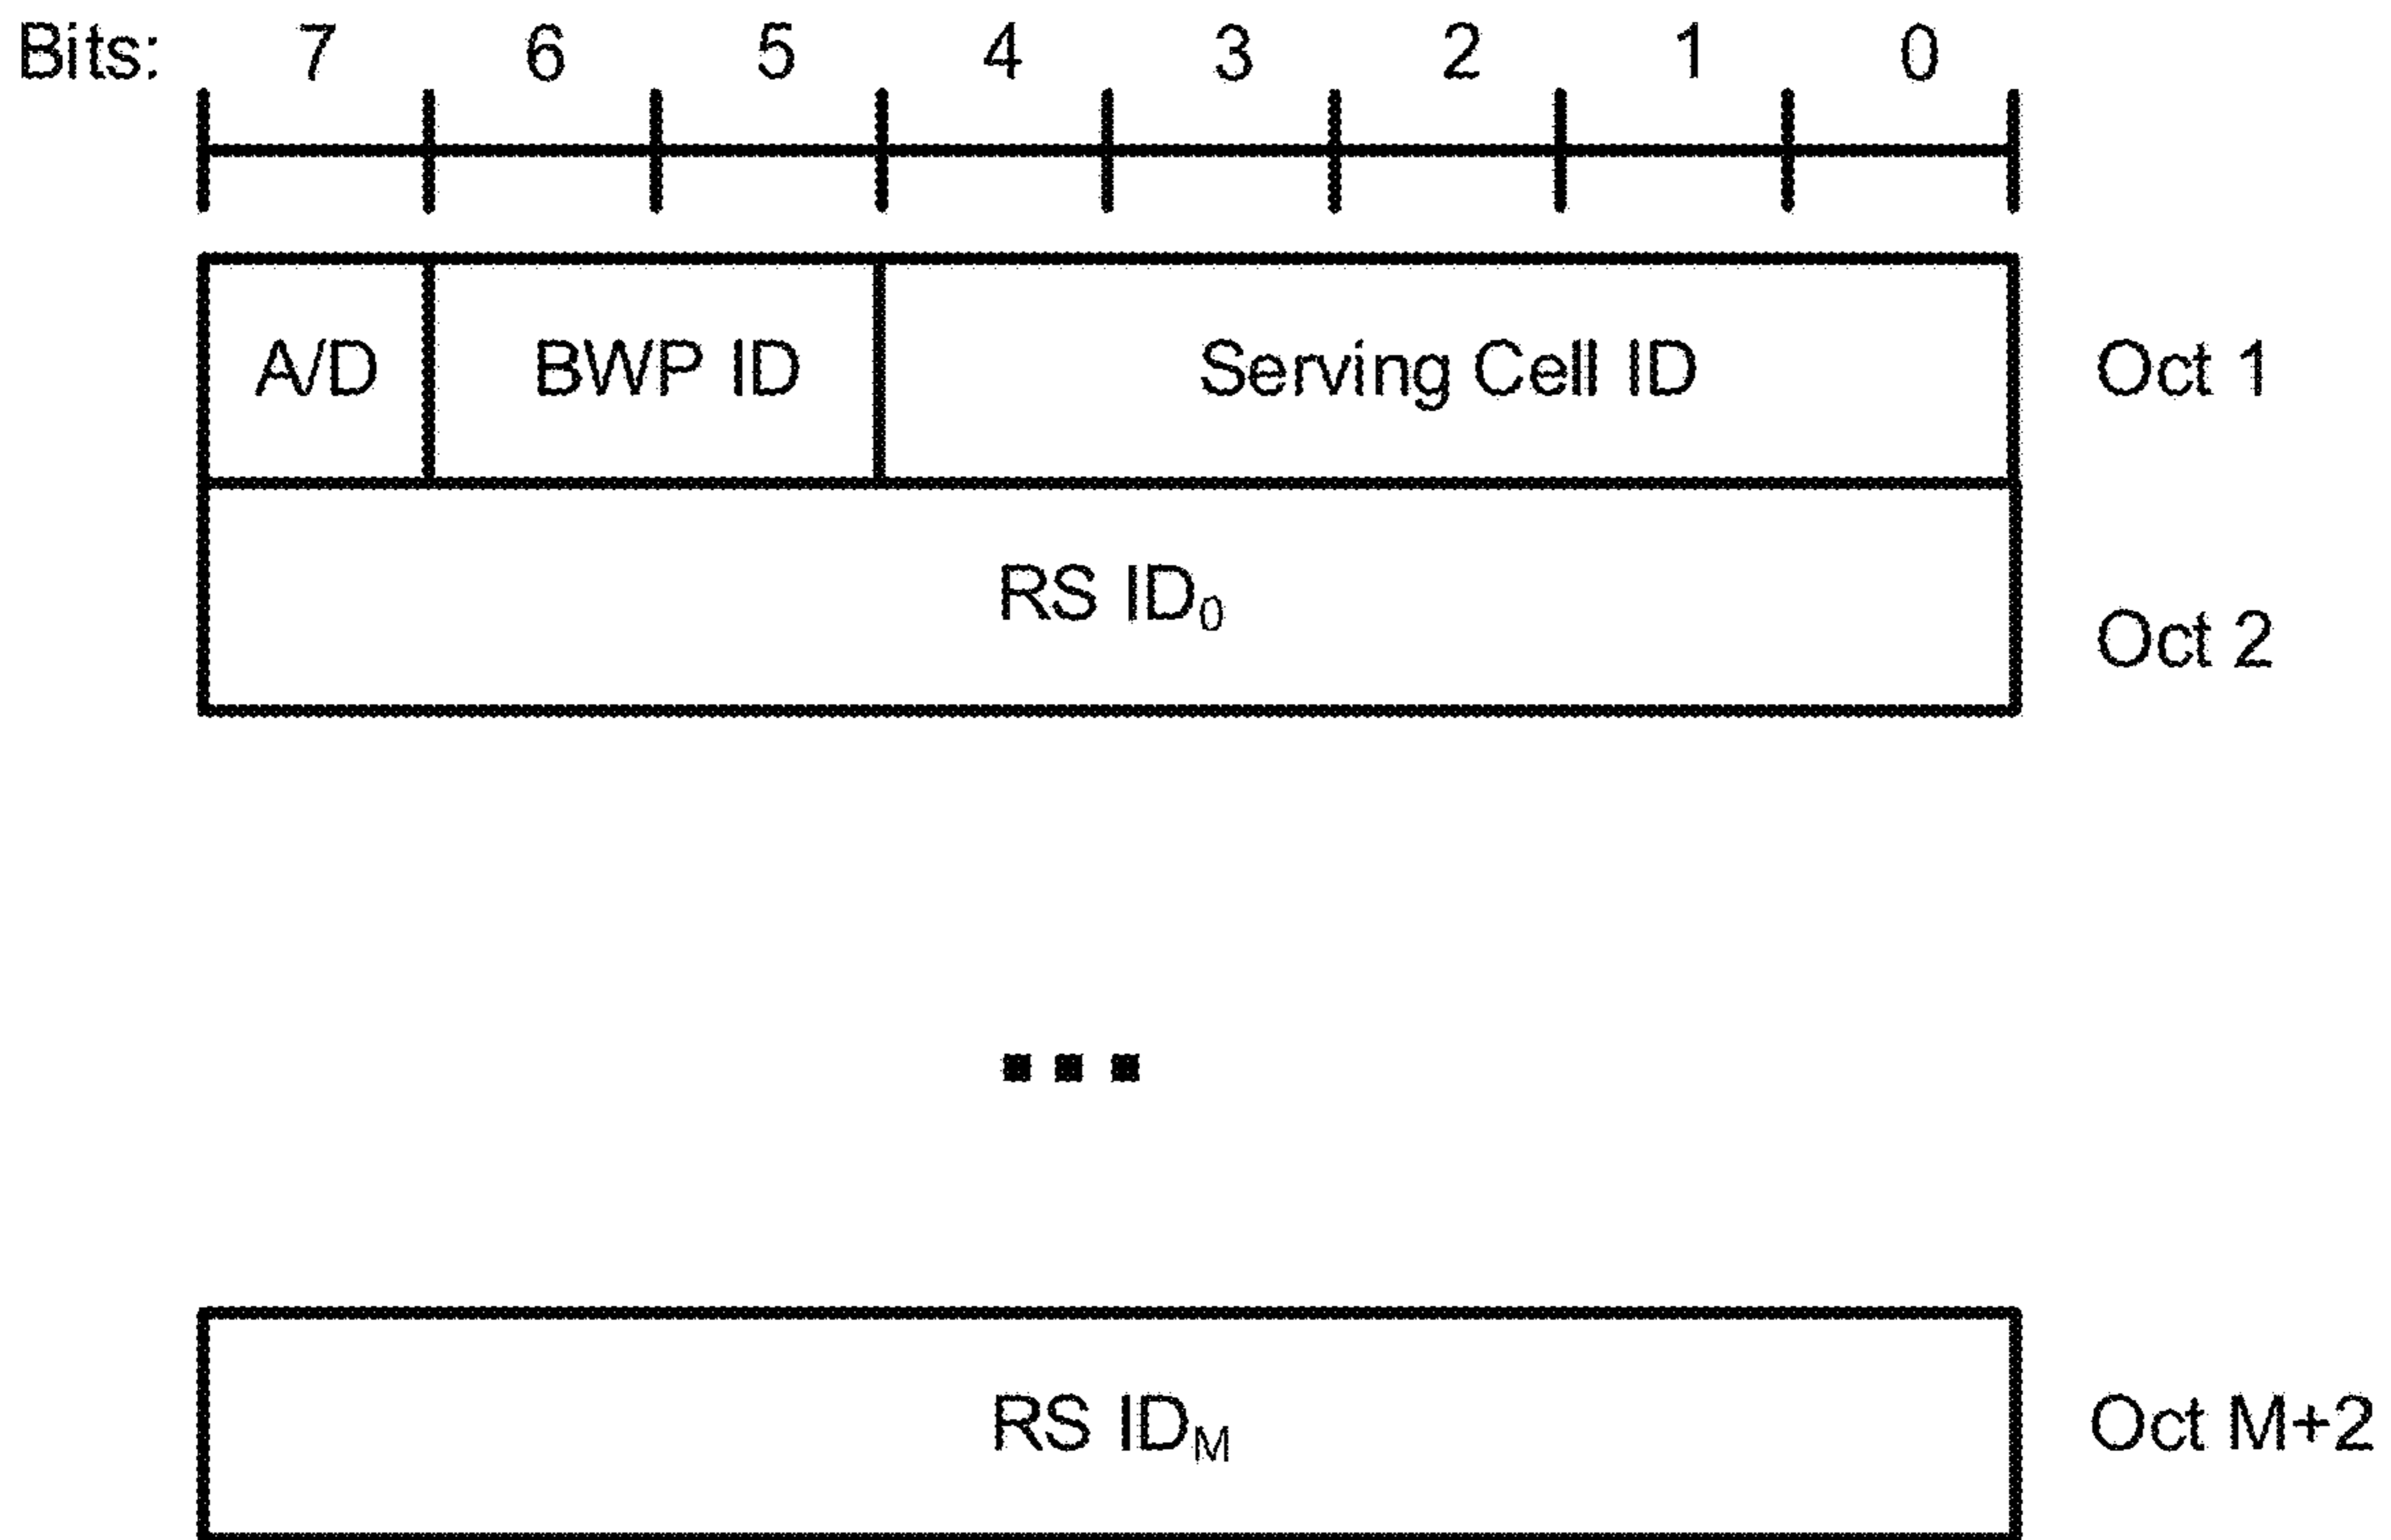 Bits: 7 6 5 4 3 2 1 0
A/D BWP ID Serving Cell ID Oct 1
RS ID₀
Oct 2
RS ID_M Oct M+2